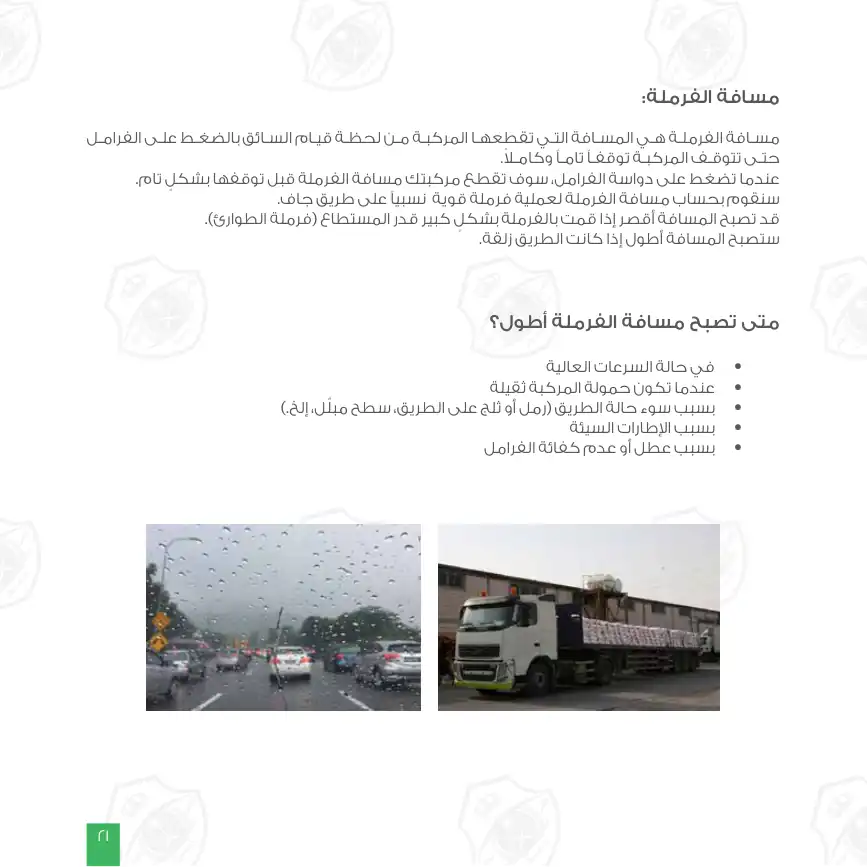 مسافة الفرملة:
مسافة الفرملة هي المسافة التي تقطعها المركبة من لحظة قيام السائق بالضغط على الفرامل
حتى تتوقف المركبة توقفاً تاماً وكاملاً.
عندما تضغط على دواسة الفرامل، سوف تقطع مركبتك مسافة الفرملة قبل توقفها بشكلٍ تام.
سنقوم بحساب مسافة الفرملة لعملية فرملة قوية نسبياً على طريق جاف.
قد تصبح المسافة أقصر إذا قمت بالفرملة بشكلٍ كبير قدر المستطاع (فرملة الطوارئ).
ستصبح المسافة أطول إذا كانت الطريق زلقة.
متى تصبح مسافة الفرملة أطول؟
• في حالة السرعات العالية
• عندما تكون حمولة المركبة ثقيلة
• بسبب سوء حالة الطريق (رمل أو ثلج على الطريق، سطح مبلّل، إلخ.)
• بسبب الإطارات السيئة
• بسبب عطل أو عدم كفائة الفرامل
٢١